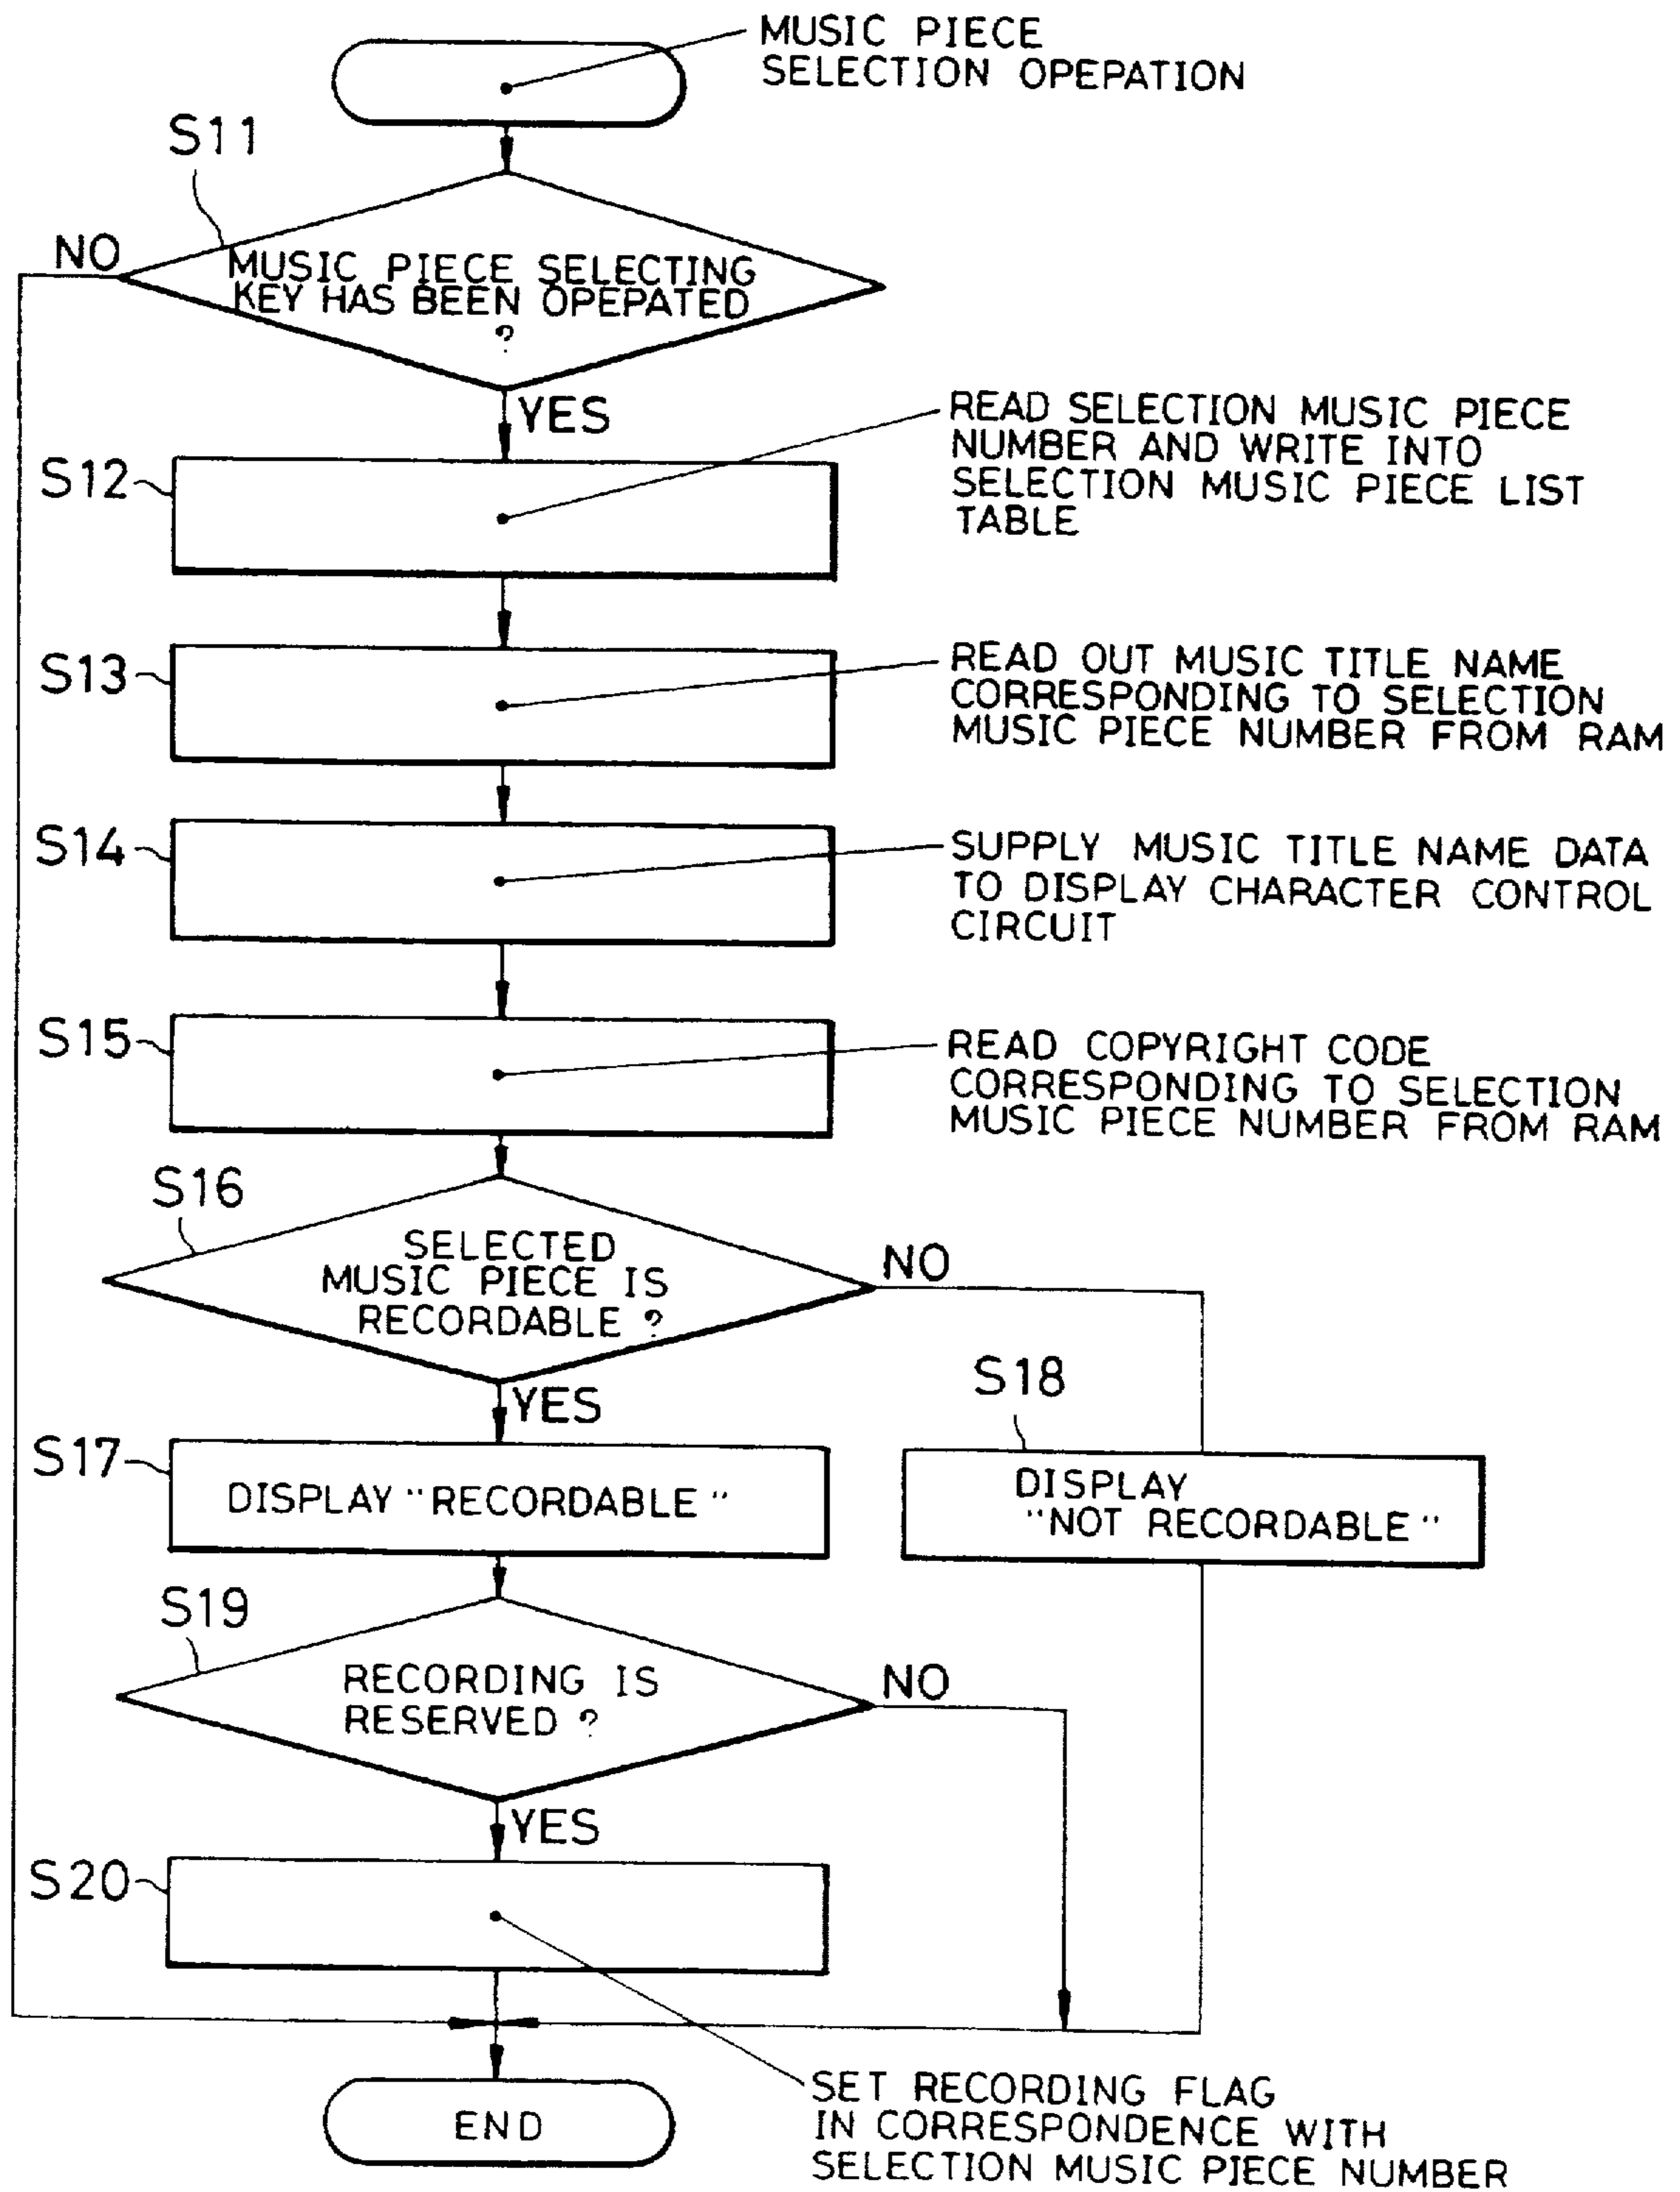 MUSIC PIECE
SELECTION OPEPATION
S11
NO
MUSIC PIECE SELECTING
KEY HAS BEEN OPEPATED
?
YES
READ SELECTION MUSIC PIECE
NUMBER AND WRITE INTO
SELECTION MUSIC PIECE LIST
TABLE
S12
S13
READ OUT MUSIC TITLE NAME
CORRESPONDING TO SELECTION
MUSIC PIECE NUMBER FROM RAM
S14
SUPPLY MUSIC TITLE NAME DATA
TO DISPLAY CHARACTER CONTROL
CIRCUIT
S15
READ COPYRIGHT CODE
CORRESPONDING TO SELECTION
MUSIC PIECE NUMBER FROM RAM
S16
SELECTED
MUSIC PIECE IS
RECORDABLE ?
NO
YES
S18
S17
DISPLAY "RECORDABLE"
DISPLAY
"NOT RECORDABLE"
S19
RECORDING IS
RESERVED ?
NO
YES
S20
SET RECORDING FLAG
IN CORRESPONDENCE WITH
SELECTION MUSIC PIECE NUMBER
END